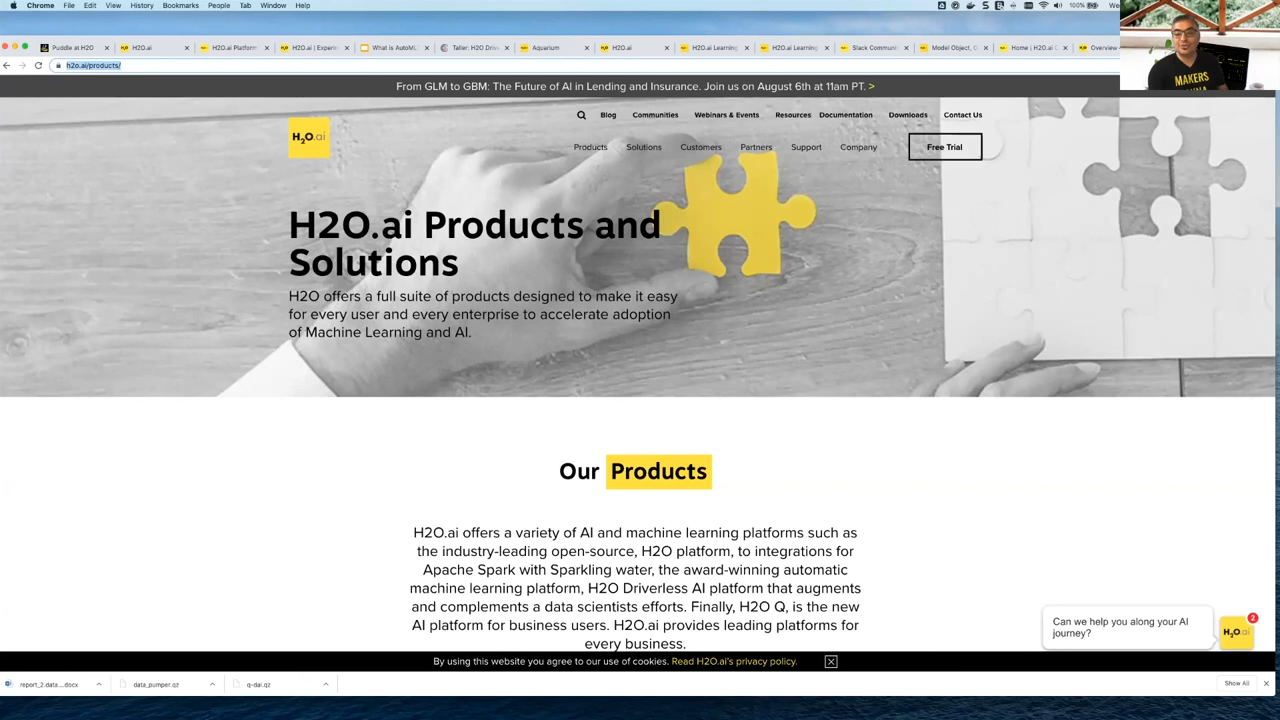 Chrome File Edit View History Bookmarks People Tab Window Help
100%
Puddle at H2O
H2O.ai
H2O.ai Platform
H2O.ai | Experim
What is AutoML
Taller: H2O Driv
Aquarium
H2O.ai
H2O.ai Learning
H2O.ai Learning
Slack Communi
Model Object, O
Home | H2O.ai
Overview
h2o.ai/products/
From GLM to GBM: The Future of AI in Lending and Insurance. Join us on August 6th at 11am PT. >
MAKERS
H2O.ai
Blog Communities Webinars & Events Resources Documentation Downloads Contact Us
Products Solutions Customers Partners Support Company Free Trial
H2O.ai Products and
Solutions
H2O offers a full suite of products designed to make it easy
for every user and every enterprise to accelerate adoption
of Machine Learning and AI.
Our Products
H2O.ai offers a variety of AI and machine learning platforms such as
the industry-leading open-source, H2O platform, to integrations for
Apache Spark with Sparkling water, the award-winning automatic
machine learning platform, H2O Driverless AI platform that augments
and complements a data scientists efforts. Finally, H2O Q, is the new
AI platform for business users. H2O.ai provides leading platforms for
every business.
Can we help you along your AI
journey?
2
H2O.ai
By using this website you agree to our use of cookies. Read H2O.ai's privacy policy.
report_2.data....docx
data_pumper.qz
q-dai.qz
Show All